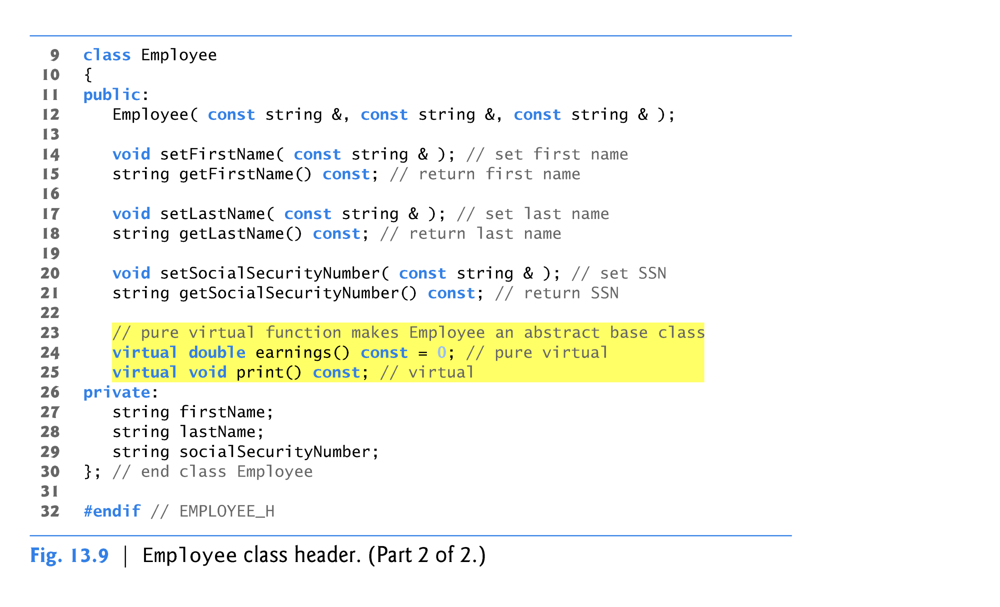 9 class Employee
10 {
11 public:
12 Employee( const string &, const string &, const string & );
13
14 void setFirstName( const string & ); // set first name
15 string getFirstName() const; // return first name
16
17 void setLastName( const string & ); // set last name
18 string getLastName() const; // return last name
19
20 void setSocialSecurityNumber( const string & ); // set SSN
21 string getSocialSecurityNumber() const; // return SSN
22
23 // pure virtual function makes Employee an abstract base class
24 virtual double earnings() const = 0; // pure virtual
25 virtual void print() const; // virtual
26 private:
27 string firstName;
28 string lastName;
29 string socialSecurityNumber;
30 }; // end class Employee
31
32 #endif // EMPLOYEE_H
Fig. 13.9 | Employee class header. (Part 2 of 2.)